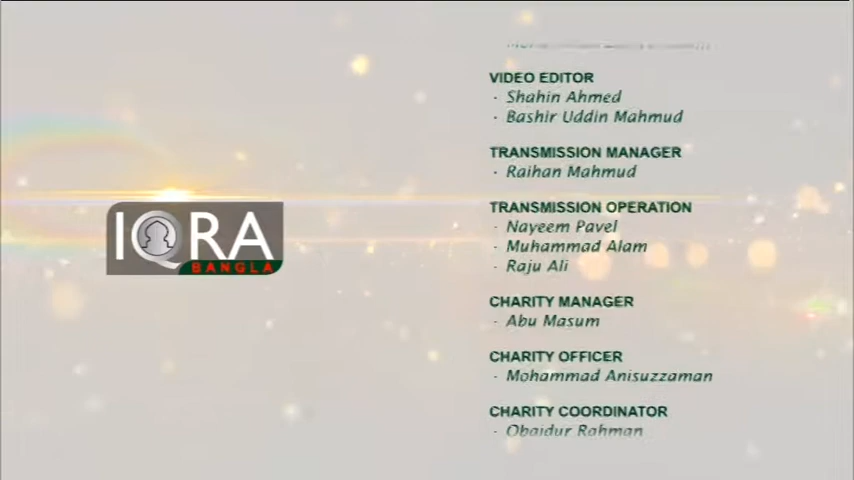 VIDEO EDITOR
- Shahin Ahmed
- Bashir Uddin Mahmud
TRANSMISSION MANAGER
- Raihan Mahmud
TRANSMISSION OPERATION
- Nayeem Pavel
- Muhammad Alam
- Raju Ali
CHARITY MANAGER
- Abu Masum
CHARITY OFFICER
- Mohammad Anisuzzaman
CHARITY COORDINATOR
- Obaidur Rahman
IQRA
BANGLA